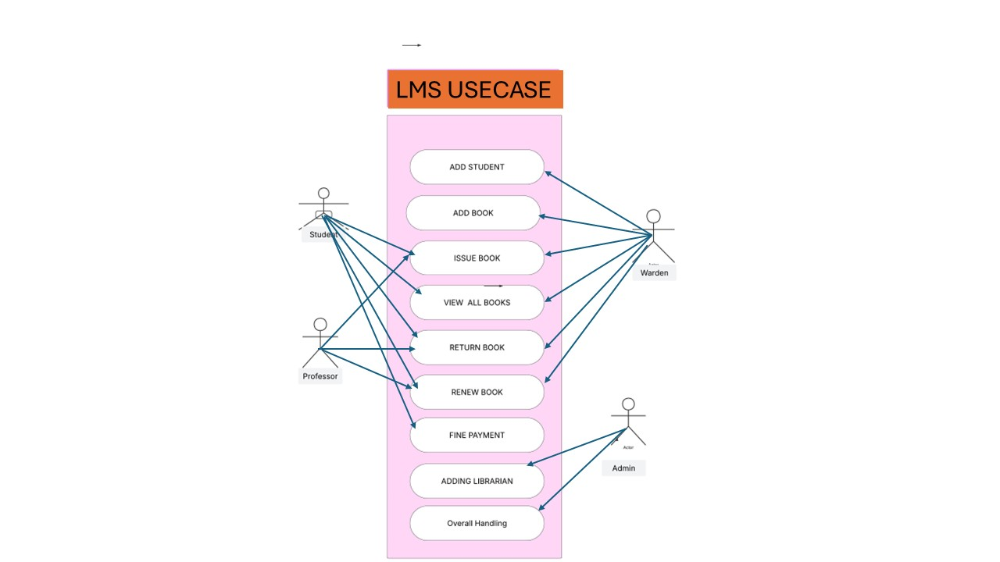 LMS USECASE
ADD STUDENT
ADD BOOK
Student
ISSUE BOOK
Actor
Warden
VIEW  ALL BOOKS
RETURN BOOK
Professor
RENEW BOOK
FINE PAYMENT
Actor
Admin
ADDING LIBRARIAN
Overall Handling